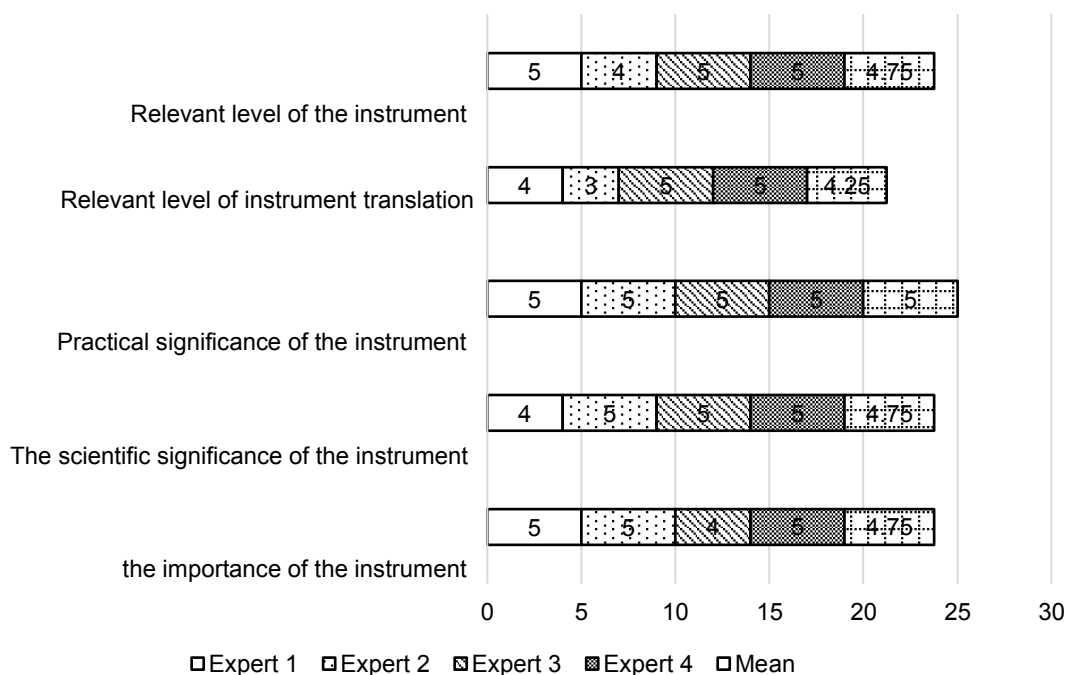 5 4 5 5 4.75
Relevant level of the instrument
4 3 5 5 4.25
Relevant level of instrument translation
5 5 5 5 5
Practical significance of the instrument
4 5 5 5 4.75
The scientific significance of the instrument
5 5 4 5 4.75
the importance of the instrument
0 5 10 15 20 25 30
Expert 1 Expert 2 Expert 3 Expert 4 Mean